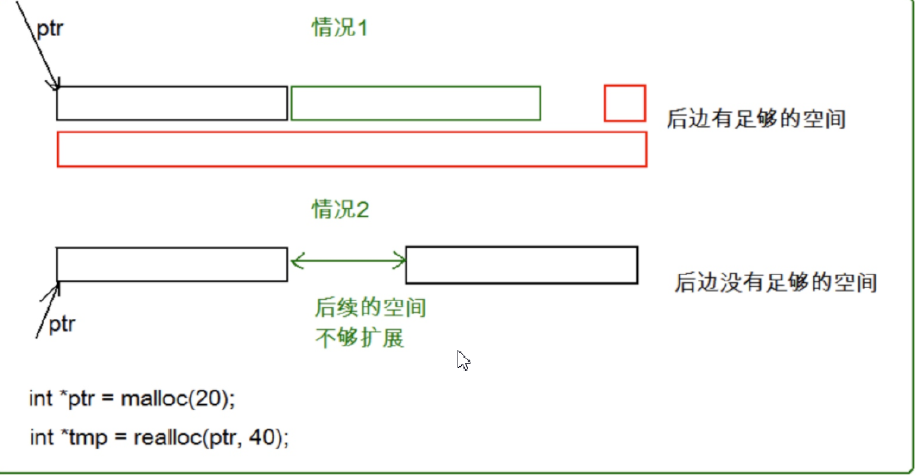 ptr
情况1
后边有足够的空间
情况2
后边没有足够的空间
后续的空间
不够扩展
ptr
int *ptr = malloc(20);
int *tmp = realloc(ptr, 40);